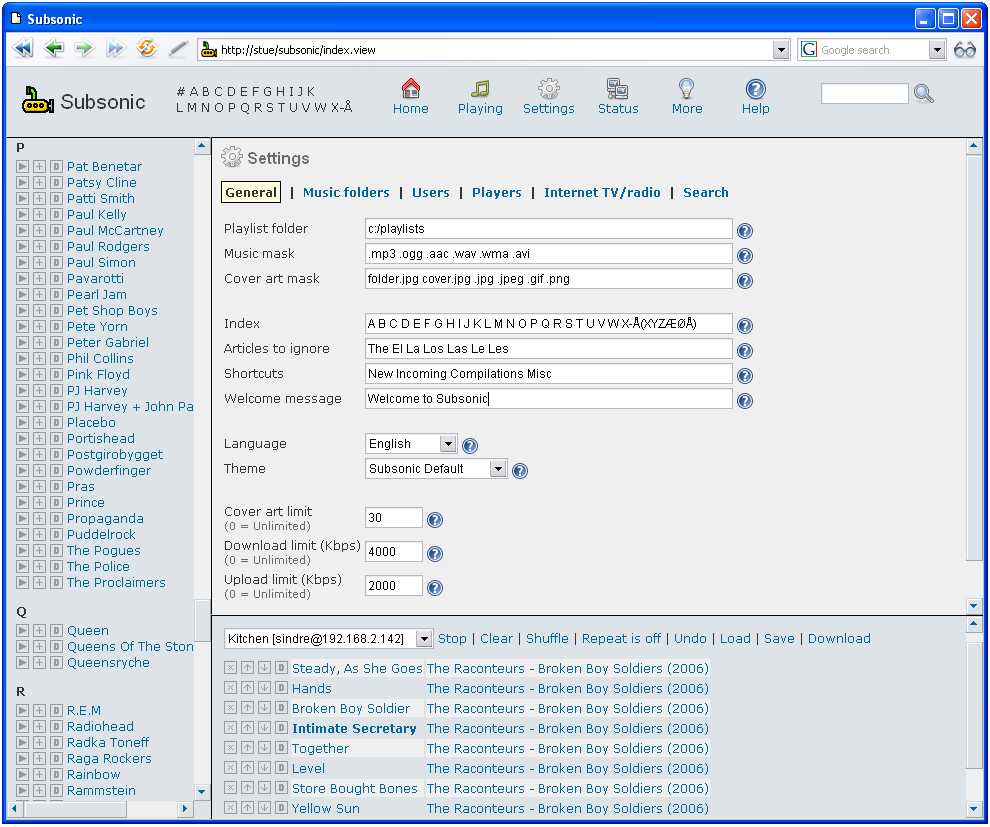 Subsonic
http://stue/subsonic/index.view
G Google search
Subsonic
# A B C D E F G H I J K
L M N O P Q R S T U V W X-Å
Home
Playing
Settings
Status
More
Help
P
Pat Benetar
Patsy Cline
Patti Smith
Paul Kelly
Paul McCartney
Paul Rodgers
Paul Simon
Pavarotti
Pearl Jam
Pet Shop Boys
Pete Yorn
Peter Gabriel
Phil Collins
Pink Floyd
PJ Harvey
PJ Harvey + John Pa
Placebo
Portishead
Postgirobygget
Powderfinger
Pras
Prince
Propaganda
Puddelrock
The Pogues
The Police
The Proclaimers
Q
Queen
Queens Of The Ston
Queensryche
R
R.E.M
Radiohead
Radka Toneff
Raga Rockers
Rainbow
Rammstein
Settings
General | Music folders | Users | Players | Internet TV/radio | Search
Playlist folder c:/playlists
Music mask .mp3 .ogg .aac .wav .wma .avi
Cover art mask folder.jpg cover.jpg .jpg .jpeg .gif .png
Index A B C D E F G H I J K L M N O P Q R S T U V W X-Å(XYZÆØÅ)
Articles to ignore The El La Los Las Le Les
Shortcuts New Incoming Compilations Misc
Welcome message Welcome to Subsonic
Language English
Theme Subsonic Default
Cover art limit 30
(0 = Unlimited)
Download limit (Kbps) 4000
(0 = Unlimited)
Upload limit (Kbps) 2000
(0 = Unlimited)
Kitchen [sindre@192.168.2.142] Stop | Clear | Shuffle | Repeat is off | Undo | Load | Save | Download
Steady, As She Goes The Raconteurs - Broken Boy Soldiers (2006)
Hands The Raconteurs - Broken Boy Soldiers (2006)
Broken Boy Soldier The Raconteurs - Broken Boy Soldiers (2006)
Intimate Secretary The Raconteurs - Broken Boy Soldiers (2006)
Together The Raconteurs - Broken Boy Soldiers (2006)
Level The Raconteurs - Broken Boy Soldiers (2006)
Store Bought Bones The Raconteurs - Broken Boy Soldiers (2006)
Yellow Sun The Raconteurs - Broken Boy Soldiers (2006)